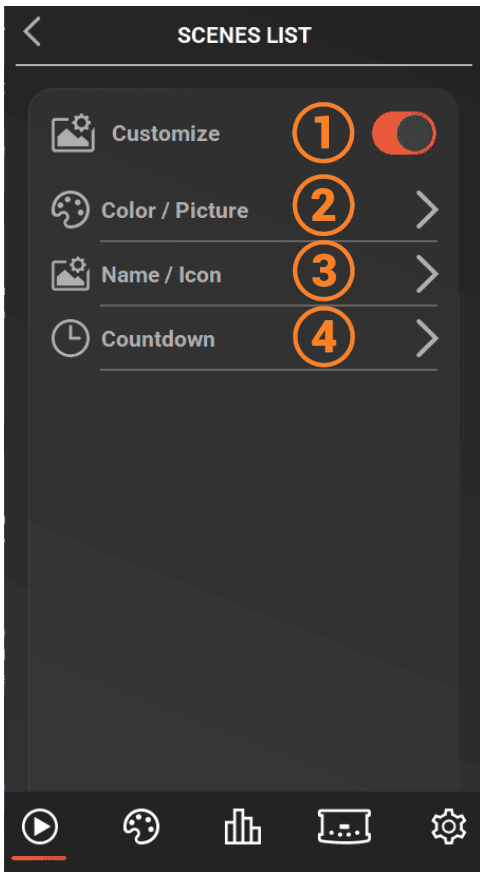 SCENES LIST
Customize 1
Color / Picture 2
Name / Icon 3
Countdown 4